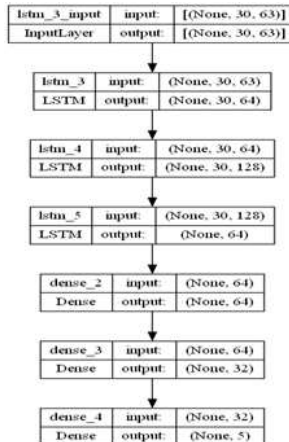 lstm_3_input input: [(None, 30, 63)]
InputLayer output: [(None, 30, 63)]
lstm_3 input: (None, 30, 63)
LSTM output: (None, 30, 64)
lstm_4 input: (None, 30, 64)
LSTM output: (None, 30, 128)
lstm_5 input: (None, 30, 128)
LSTM output: (None, 64)
dense_2 input: (None, 64)
Dense output: (None, 64)
dense_3 input: (None, 64)
Dense output: (None, 32)
dense_4 input: (None, 32)
Dense output: (None, 5)